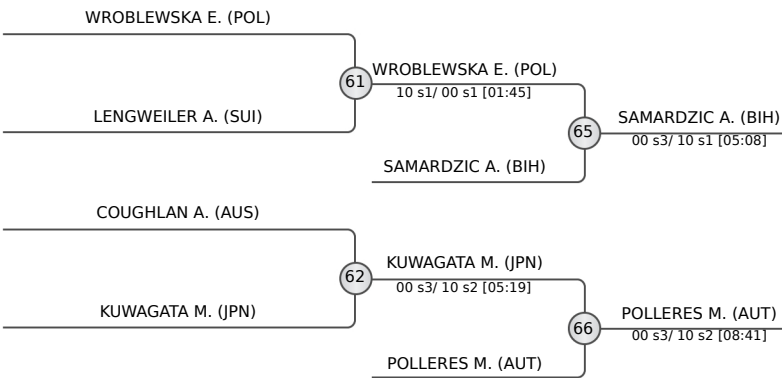 WROBLEWSKA E. (POL)
61
WROBLEWSKA E. (POL)
10 s1/ 00 s1 [01:45]
LENGWEILER A. (SUI)
65
SAMARDZIC A. (BIH)
00 s3/ 10 s1 [05:08]
SAMARDZIC A. (BIH)
COUGHLAN A. (AUS)
62
KUWAGATA M. (JPN)
00 s3/ 10 s2 [05:19]
KUWAGATA M. (JPN)
66
POLLERES M. (AUT)
00 s3/ 10 s2 [08:41]
POLLERES M. (AUT)